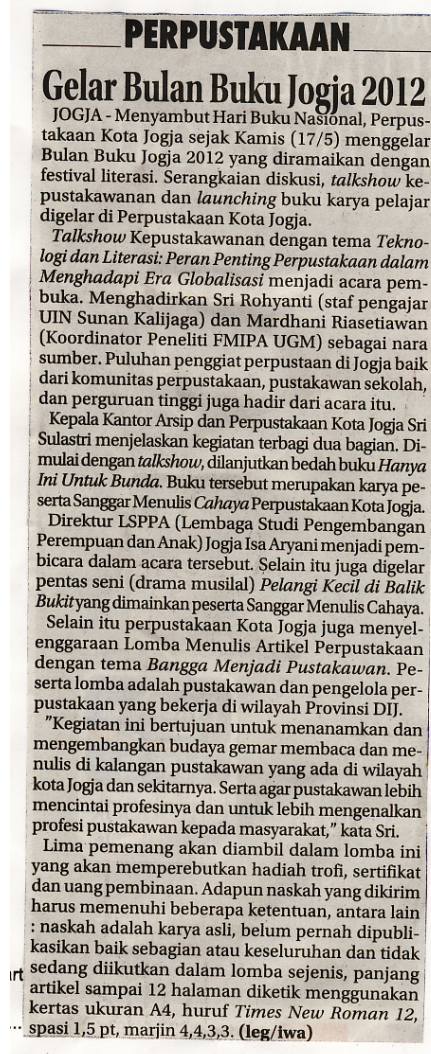 PERPUSTAKAAN
Gelar Bulan Buku Jogja 2012
JOGJA - Menyambut Hari Buku Nasional, Perpus-
takaan Kota Jogja sejak Kamis (17/5) menggelar
Bulan Buku Jogja 2012 yang diramaikan dengan
festival literasi. Serangkaian diskusi, talkshow ke-
pustakawanan dan launching buku karya pelajar
digelar di Perpustakaan Kota Jogja.
Talkshow Kepustakawanan dengan tema Tekno-
logi dan Literasi: Peran Penting Perpustakaan dalam
Menghadapi Era Globalisasi menjadi acara pem-
buka. Menghadirkan Sri Rohyanti (staf pengajar
UIN Sunan Kalijaga) dan Mardhani Riasetiawan
(Koordinator Peneliti FMIPA UGM) sebagai nara
sumber. Puluhan penggiat perpustaan di Jogja baik
dari komunitas perpustakaan, pustakawan sekolah,
dan perguruan tinggi juga hadir dari acara itu.
Kepala Kantor Arsip dan Perpustakaan Kota Jogja Sri
Sulastri menjelaskan kegiatan terbagi dua bagian. Di-
mulai dengan talkshow, dilanjutkan bedah buku Hanya
Ini Untuk Bunda. Buku tersebut merupakan karya pe-
serta Sanggar Menulis Cahaya Perpustakaan Kota Jogja.
Direktur LSPPA (Lembaga Studi Pengembangan
Perempuan dan Anak) Jogja Isa Aryani menjadi pem-
bicara dalam acara tersebut. Selain itu juga digelar
pentas seni (drama musilal) Pelangi Kecil di Balik
Bukit yang dimainkan peserta Sanggar Menulis Cahaya.
Selain itu perpustakaan Kota Jogja juga menyel-
enggaraan Lomba Menulis Artikel Perpustakaan
dengan tema Bangga Menjadi Pustakawan. Pe-
serta lomba adalah pustakawan dan pengelola per-
pustakaan yang bekerja di wilayah Provinsi DIJ.
"Kegiatan ini bertujuan untuk menanamkan dan
mengembangkan budaya gemar membaca dan me-
nulis di kalangan pustakawan yang ada di wilayah
kota Jogja dan sekitarnya. Serta agar pustakawan lebih
mencintai profesinya dan untuk lebih mengenalkan
profesi pustakawan kepada masyarakat," kata Sri.
Lima pemenang akan diambil dalam lomba ini
yang akan memperebutkan hadiah trofi, sertifikat
dan uang pembinaan. Adapun naskah yang dikirim
harus memenuhi beberapa ketentuan, antara lain
: naskah adalah karya asli, belum pernah dipubli-
kasikan baik sebagian atau keseluruhan dan tidak
sedang diikutkan dalam lomba sejenis, panjang
artikel sampai 12 halaman diketik menggunakan
kertas ukuran A4, huruf Times New Roman 12,
spasi 1,5 pt, marjin 4,4,3,3. (leg/iwa)